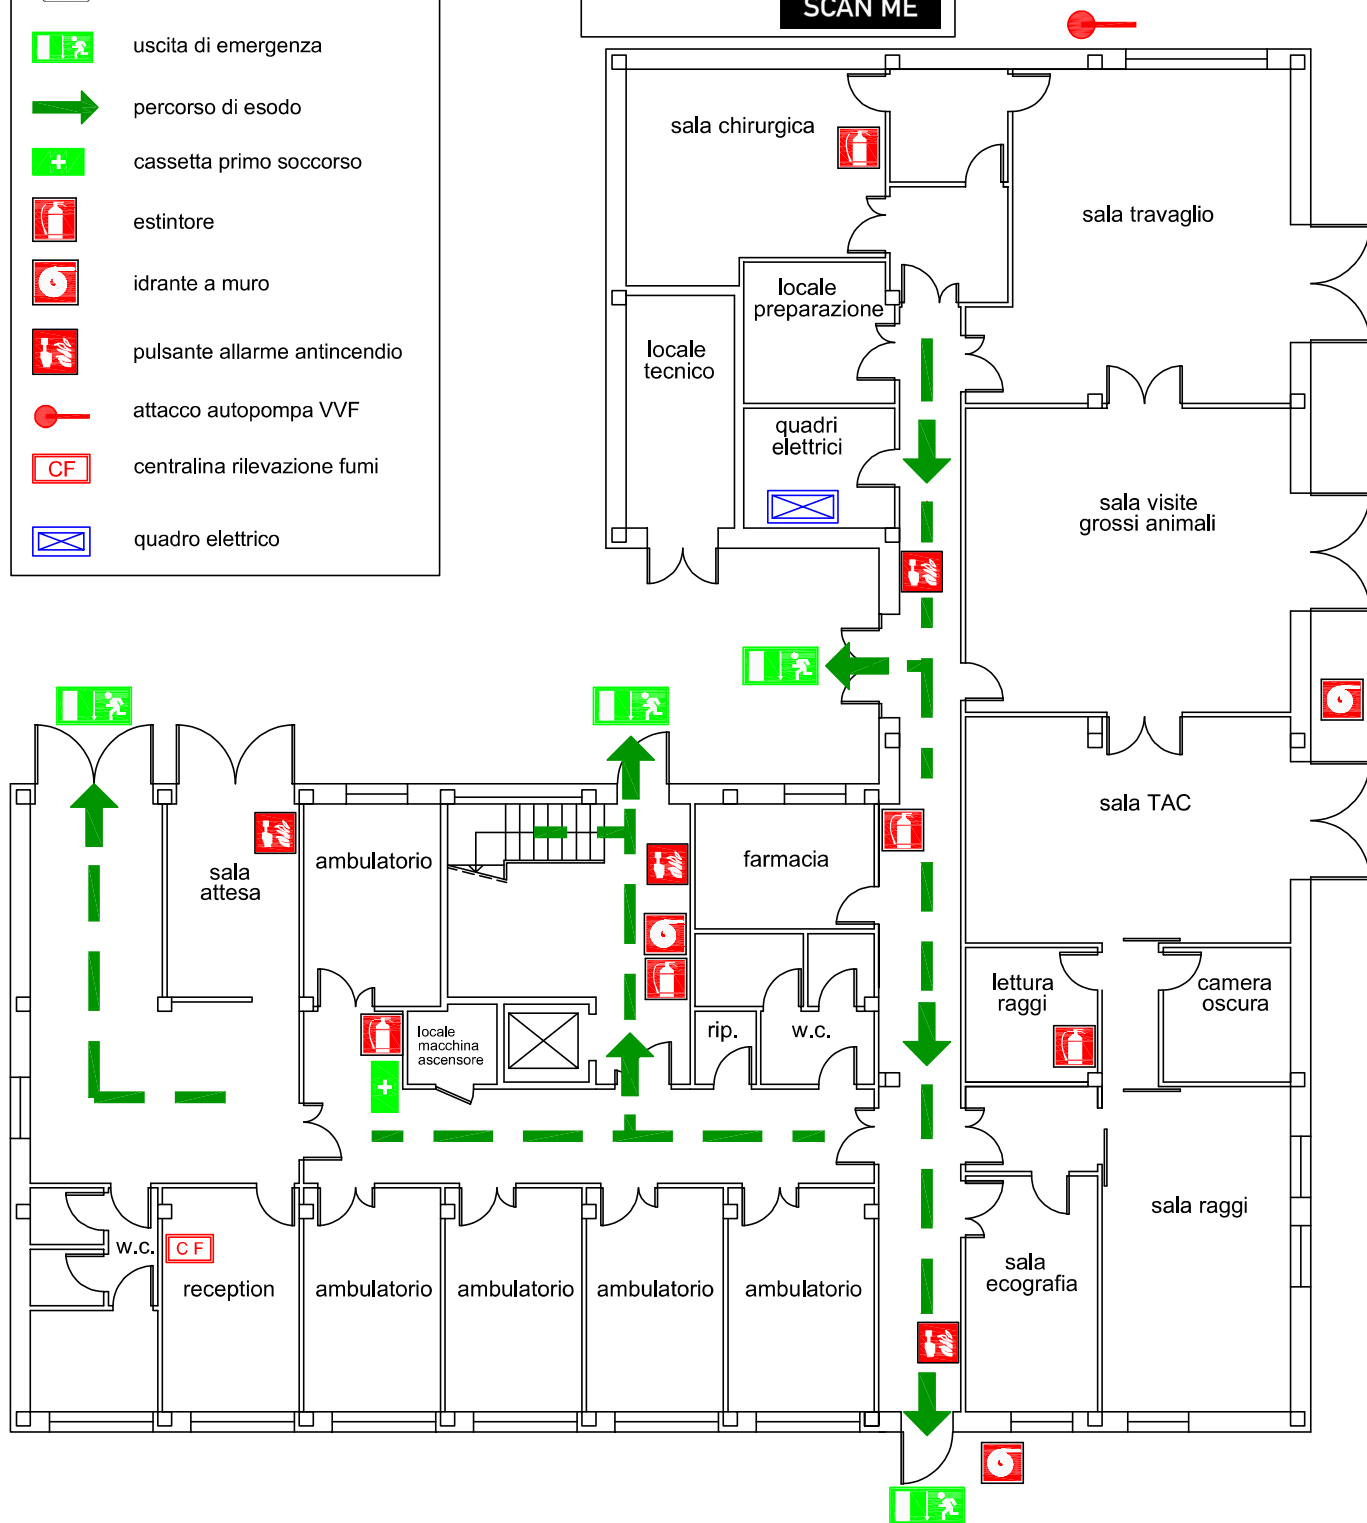 SCAN ME
uscita di emergenza
percorso di esodo
cassetta primo soccorso
estintore
idrante a muro
pulsante allarme antincendio
attacco autopompa VVF
CF
centralina rilevazione fumi
quadro elettrico
sala chirurgica
sala travaglio
locale
preparazione
locale
tecnico
quadri
elettrici
sala visite
grossi animali
sala TAC
sala
attesa
ambulatorio
farmacia
lettura
raggi
camera
oscura
locale
macchina
ascensore
rip.
w.c.
sala raggi
w.c.
CF
reception
ambulatorio
ambulatorio
ambulatorio
ambulatorio
sala
ecografia